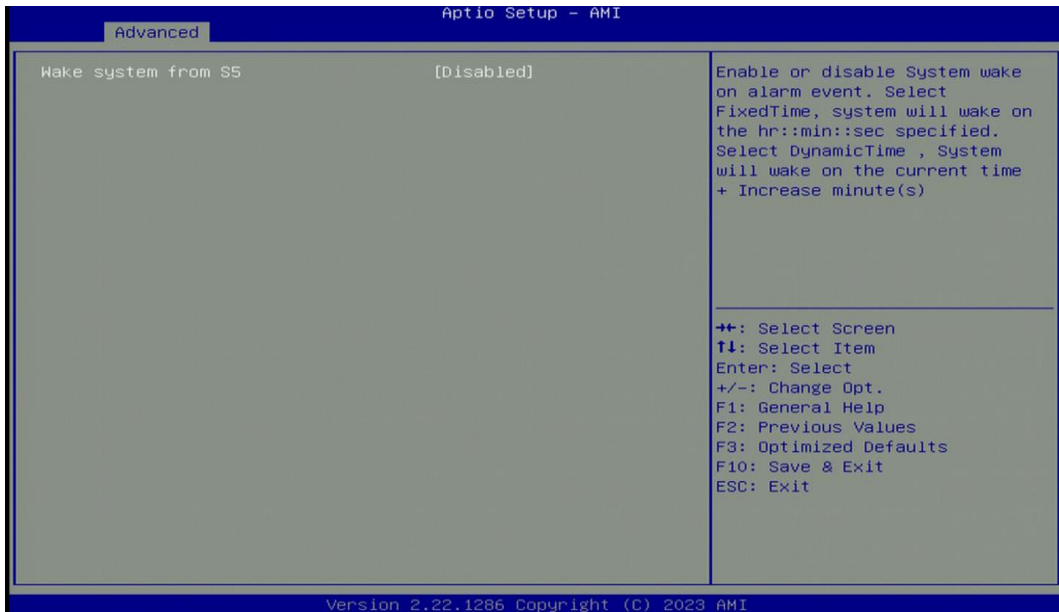 Aptio Setup – AMI
Advanced
Wake system from S5 [Disabled]
Enable or disable System wake
on alarm event. Select
FixedTime, system will wake on
the hr::min::sec specified.
Select DynamicTime , System
will wake on the current time
+ Increase minute(s)
→←: Select Screen
↑↓: Select Item
Enter: Select
+/-: Change Opt.
F1: General Help
F2: Previous Values
F3: Optimized Defaults
F10: Save & Exit
ESC: Exit
Version 2.22.1286 Copyright (C) 2023 AMI